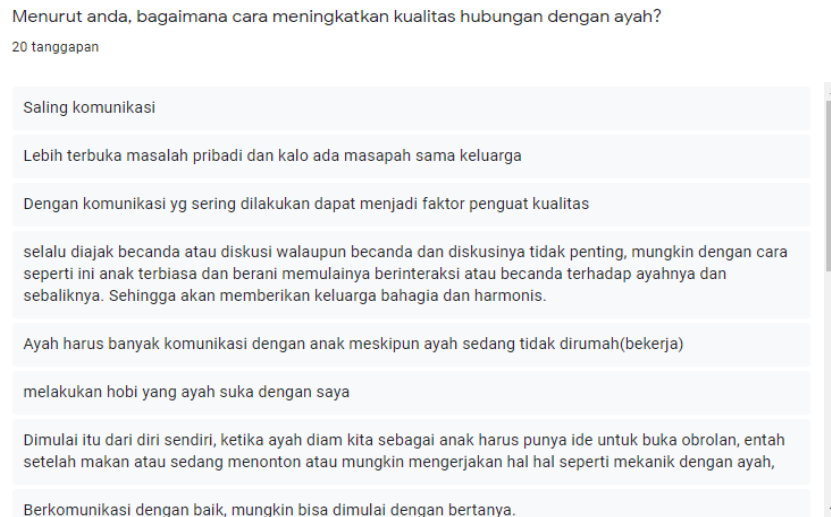 Menurut anda, bagaimana cara meningkatkan kualitas hubungan dengan ayah?
20 tanggapan
Saling komunikasi
Lebih terbuka masalah pribadi dan kalo ada masapah sama keluarga
Dengan komunikasi yg sering dilakukan dapat menjadi faktor penguat kualitas
selalu diajak becanda atau diskusi walaupun becanda dan diskusinya tidak penting, mungkin dengan cara
seperti ini anak terbiasa dan berani memulainya berinteraksi atau becanda terhadap ayahnya dan
sebaliknya. Sehingga akan memberikan keluarga bahagia dan harmonis.
Ayah harus banyak komunikasi dengan anak meskipun ayah sedang tidak dirumah(bekerja)
melakukan hobi yang ayah suka dengan saya
Dimulai itu dari diri sendiri, ketika ayah diam kita sebagai anak harus punya ide untuk buka obrolan, entah
setelah makan atau sedang menonton atau mungkin mengerjakan hal hal seperti mekanik dengan ayah,
Berkomunikasi dengan baik, mungkin bisa dimulai dengan bertanya.